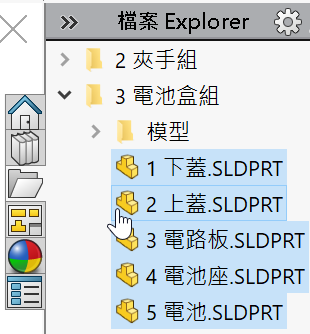 檔案 Explorer
2 夾手組
3 電池盒組
模型
1 下蓋.SLDPRT
2 上蓋.SLDPRT
3 電路板.SLDPRT
4 電池座.SLDPRT
5 電池.SLDPRT